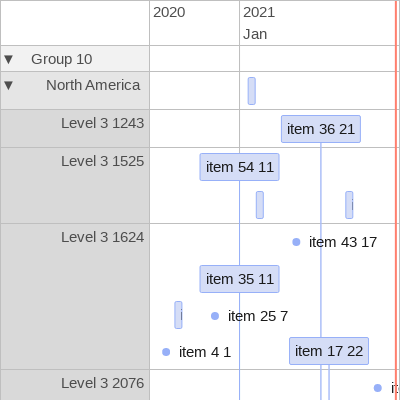 2020
2021
Jan
▼ Group 10
▼ North America
Level 3 1243
item 36 21
Level 3 1525
item 54 11
Level 3 1624
item 43 17
item 35 11
item 25 7
item 4 1
item 17 22
Level 3 2076